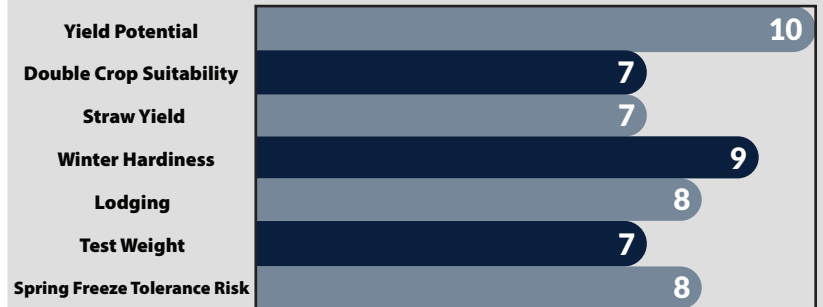 Yield Potential 10
Double Crop Suitability 7
Straw Yield 7
Winter Hardiness 9
Lodging 8
Test Weight 7
Spring Freeze Tolerance Risk 8